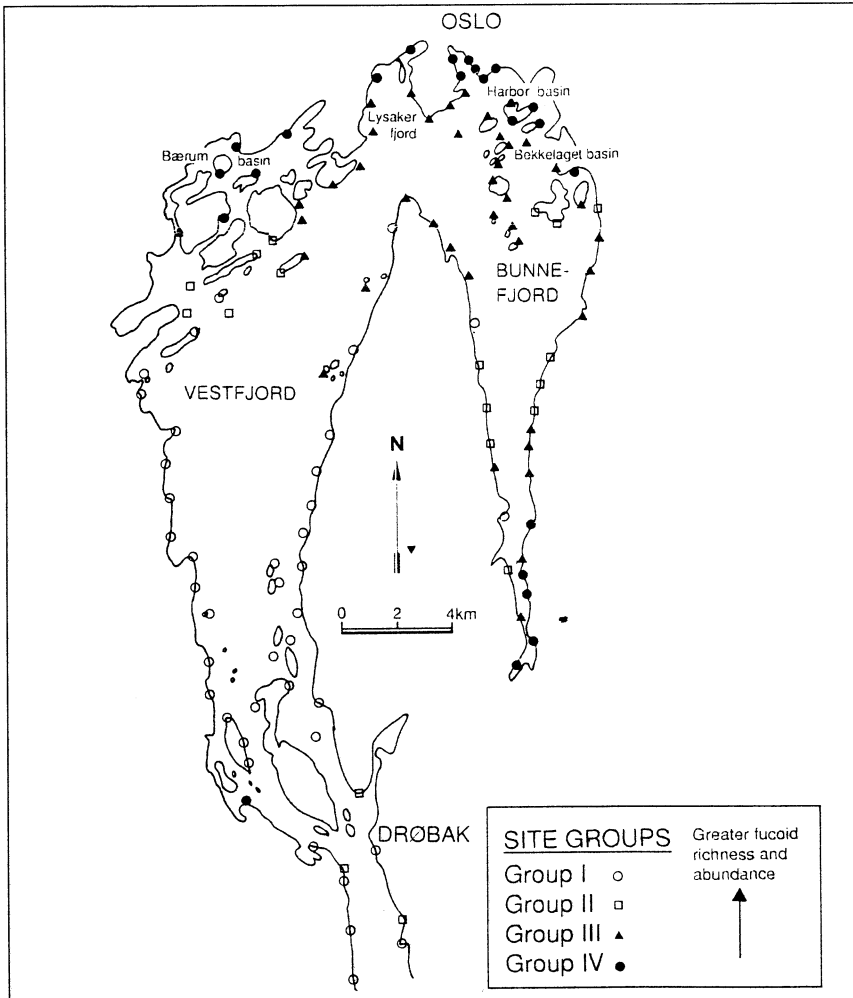 OSLO
Harbor basin
Lysaker
fjord
Bærum basin
Bekkelaget basin
BUNNE-
FJORD
VESTFJORD
N
0 2 4km
DRØBAK
SITE GROUPS
Group I
Group II
Group III
Group IV
Greater fucoid
richness and
abundance